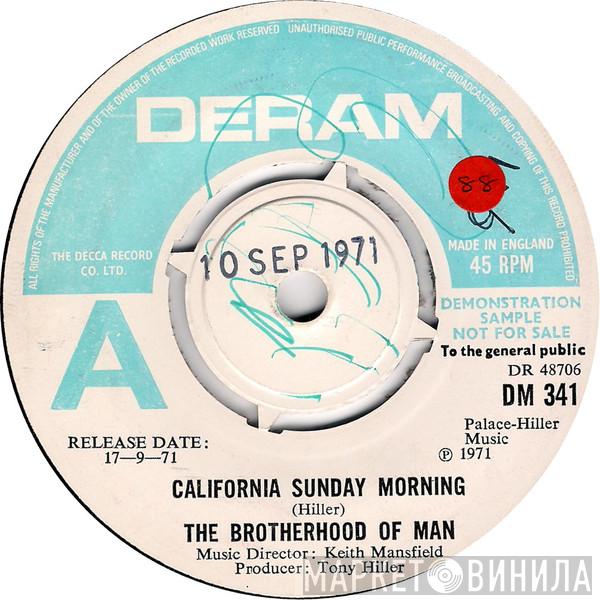 ALL RIGHTS OF THE MANUFACTURER AND OF THE OWNER OF THE RECORDED WORK RESERVED UNAUTHORISED PUBLIC PERFORMANCE BROADCASTING AND COPYING OF THIS RECORD PROHIBITED
DERAM
88
10 SEP 1971
THE DECCA RECORD
CO. LTD.
MADE IN ENGLAND
45 RPM
A
DEMONSTRATION
SAMPLE
NOT FOR SALE
To the general public
DR 48706
DM 341
Palace-Hiller
Music
℗ 1971
RELEASE DATE:
17—9—71
CALIFORNIA SUNDAY MORNING
(Hiller)
THE BROTHERHOOD OF MAN
Music Director: Keith Mansfield
Producer: Tony Hiller
МАРКЕТ ВИНИЛА